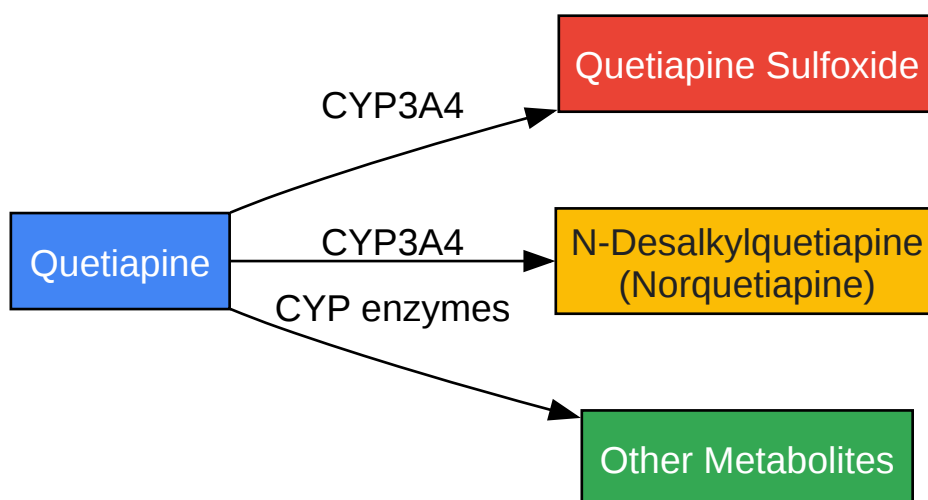 Quetiapine Sulfoxide
CYP3A4
Quetiapine
CYP3A4
N-Desalkylquetiapine
(Norquetiapine)
CYP enzymes
Other Metabolites